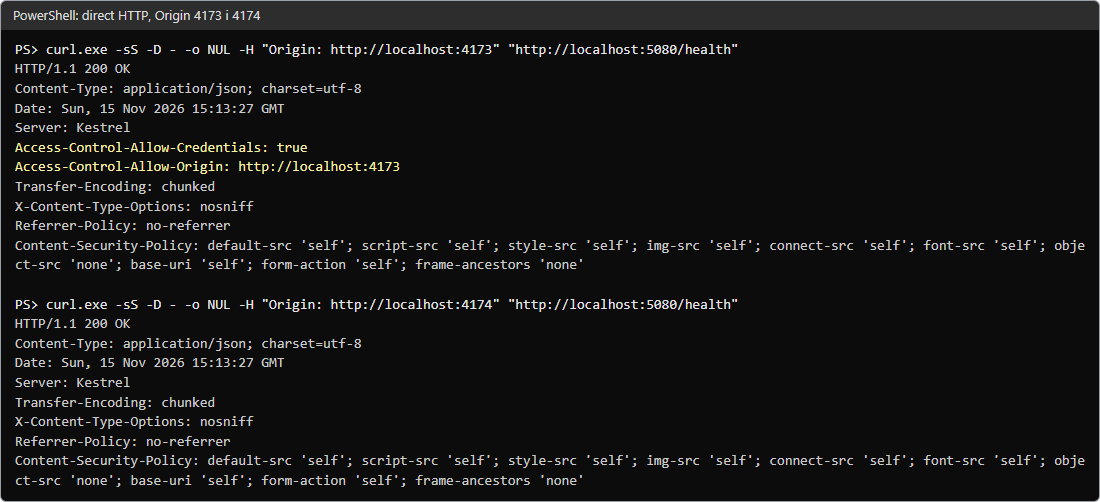 PowerShell: direct HTTP, Origin 4173 i 4174
PS> curl.exe -sS -D - -o NUL -H "Origin: http://localhost:4173" "http://localhost:5080/health"
HTTP/1.1 200 OK
Content-Type: application/json; charset=utf-8
Date: Sun, 15 Nov 2026 15:13:27 GMT
Server: Kestrel
Access-Control-Allow-Credentials: true
Access-Control-Allow-Origin: http://localhost:4173
Transfer-Encoding: chunked
X-Content-Type-Options: nosniff
Referrer-Policy: no-referrer
Content-Security-Policy: default-src 'self'; script-src 'self'; style-src 'self'; img-src 'self'; connect-src 'self'; font-src 'self'; obje
ct-src 'none'; base-uri 'self'; form-action 'self'; frame-ancestors 'none'
PS> curl.exe -sS -D - -o NUL -H "Origin: http://localhost:4174" "http://localhost:5080/health"
HTTP/1.1 200 OK
Content-Type: application/json; charset=utf-8
Date: Sun, 15 Nov 2026 15:13:27 GMT
Server: Kestrel
Transfer-Encoding: chunked
X-Content-Type-Options: nosniff
Referrer-Policy: no-referrer
Content-Security-Policy: default-src 'self'; script-src 'self'; style-src 'self'; img-src 'self'; connect-src 'self'; font-src 'self'; obje
ct-src 'none'; base-uri 'self'; form-action 'self'; frame-ancestors 'none'